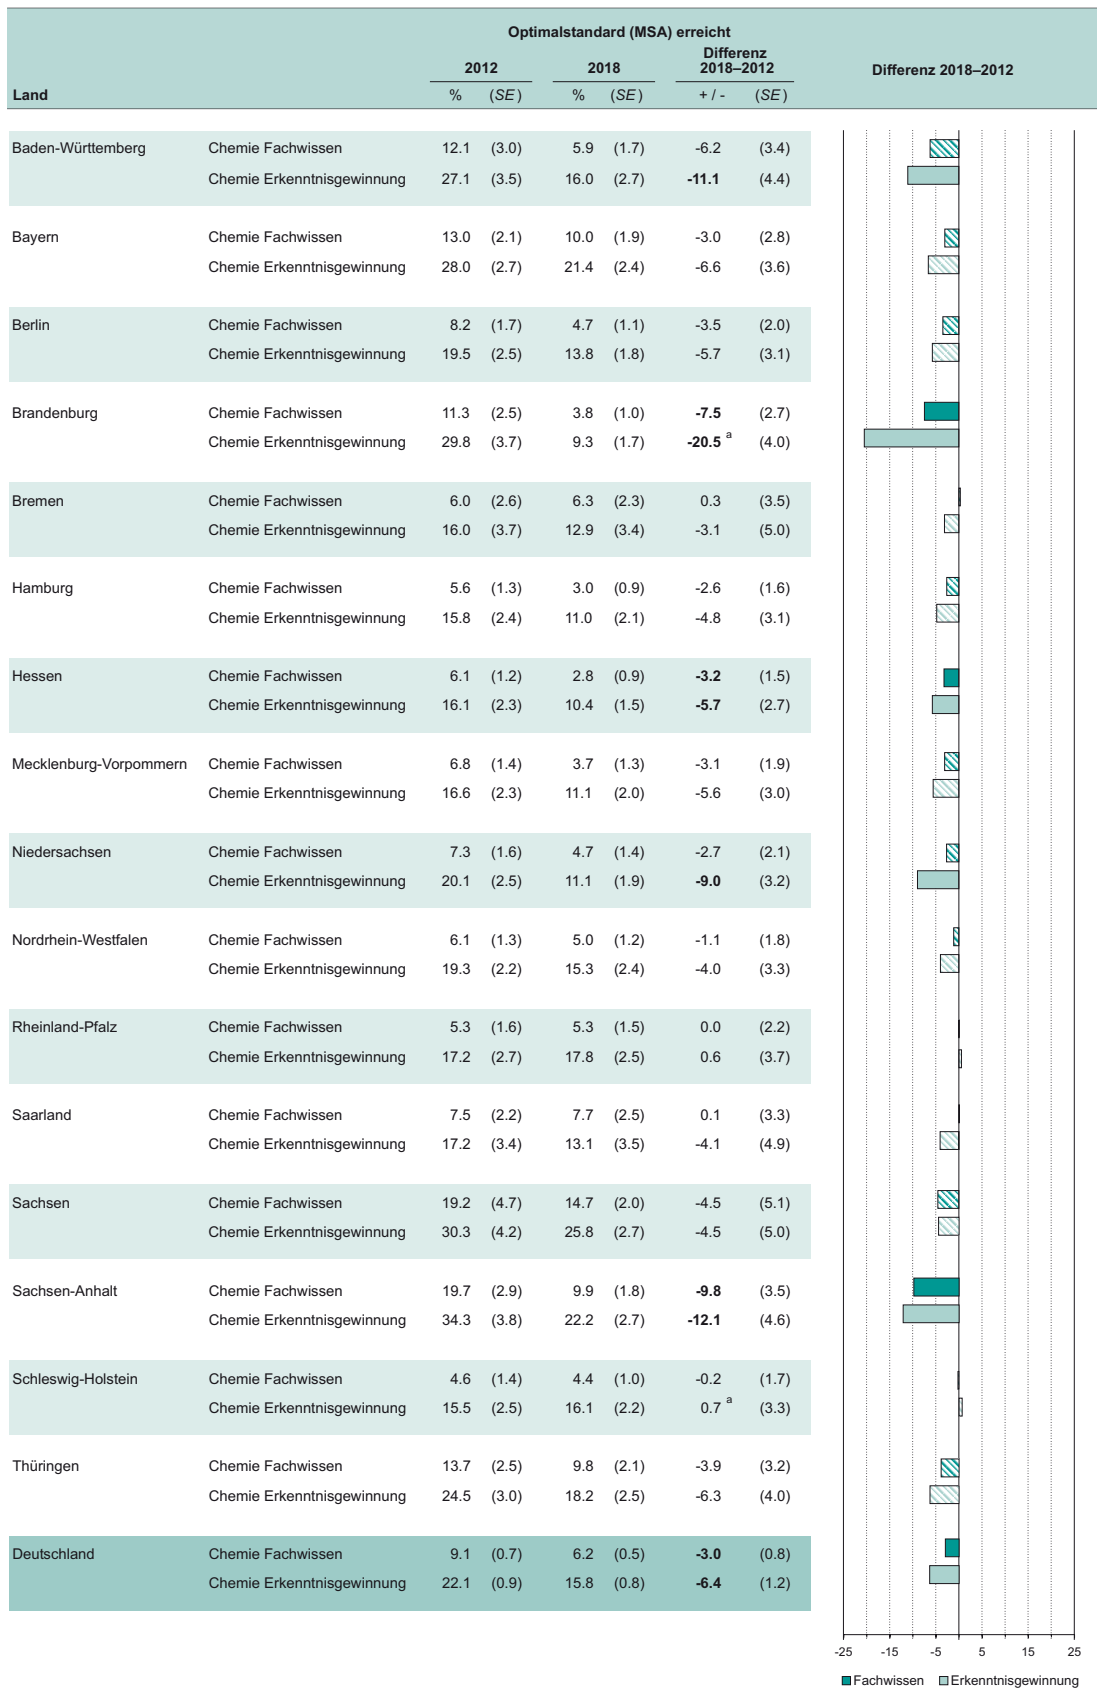 Optimalstandard (MSA) erreicht
2012 2018 Differenz 2018–2012 Differenz 2018–2012
Land % (SE) % (SE) + / - (SE)
Baden-Württemberg Chemie Fachwissen 12.1 (3.0) 5.9 (1.7) -6.2 (3.4)
Chemie Erkenntnisgewinnung 27.1 (3.5) 16.0 (2.7) -11.1 (4.4)
Bayern Chemie Fachwissen 13.0 (2.1) 10.0 (1.9) -3.0 (2.8)
Chemie Erkenntnisgewinnung 28.0 (2.7) 21.4 (2.4) -6.6 (3.6)
Berlin Chemie Fachwissen 8.2 (1.7) 4.7 (1.1) -3.5 (2.0)
Chemie Erkenntnisgewinnung 19.5 (2.5) 13.8 (1.8) -5.7 (3.1)
Brandenburg Chemie Fachwissen 11.3 (2.5) 3.8 (1.0) -7.5 (2.7)
Chemie Erkenntnisgewinnung 29.8 (3.7) 9.3 (1.7) -20.5 a (4.0)
Bremen Chemie Fachwissen 6.0 (2.6) 6.3 (2.3) 0.3 (3.5)
Chemie Erkenntnisgewinnung 16.0 (3.7) 12.9 (3.4) -3.1 (5.0)
Hamburg Chemie Fachwissen 5.6 (1.3) 3.0 (0.9) -2.6 (1.6)
Chemie Erkenntnisgewinnung 15.8 (2.4) 11.0 (2.1) -4.8 (3.1)
Hessen Chemie Fachwissen 6.1 (1.2) 2.8 (0.9) -3.2 (1.5)
Chemie Erkenntnisgewinnung 16.1 (2.3) 10.4 (1.5) -5.7 (2.7)
Mecklenburg-Vorpommern Chemie Fachwissen 6.8 (1.4) 3.7 (1.3) -3.1 (1.9)
Chemie Erkenntnisgewinnung 16.6 (2.3) 11.1 (2.0) -5.6 (3.0)
Niedersachsen Chemie Fachwissen 7.3 (1.6) 4.7 (1.4) -2.7 (2.1)
Chemie Erkenntnisgewinnung 20.1 (2.5) 11.1 (1.9) -9.0 (3.2)
Nordrhein-Westfalen Chemie Fachwissen 6.1 (1.3) 5.0 (1.2) -1.1 (1.8)
Chemie Erkenntnisgewinnung 19.3 (2.2) 15.3 (2.4) -4.0 (3.3)
Rheinland-Pfalz Chemie Fachwissen 5.3 (1.6) 5.3 (1.5) 0.0 (2.2)
Chemie Erkenntnisgewinnung 17.2 (2.7) 17.8 (2.5) 0.6 (3.7)
Saarland Chemie Fachwissen 7.5 (2.2) 7.7 (2.5) 0.1 (3.3)
Chemie Erkenntnisgewinnung 17.2 (3.4) 13.1 (3.5) -4.1 (4.9)
Sachsen Chemie Fachwissen 19.2 (4.7) 14.7 (2.0) -4.5 (5.1)
Chemie Erkenntnisgewinnung 30.3 (4.2) 25.8 (2.7) -4.5 (5.0)
Sachsen-Anhalt Chemie Fachwissen 19.7 (2.9) 9.9 (1.8) -9.8 (3.5)
Chemie Erkenntnisgewinnung 34.3 (3.8) 22.2 (2.7) -12.1 (4.6)
Schleswig-Holstein Chemie Fachwissen 4.6 (1.4) 4.4 (1.0) -0.2 (1.7)
Chemie Erkenntnisgewinnung 15.5 (2.5) 16.1 (2.2) 0.7 a (3.3)
Thüringen Chemie Fachwissen 13.7 (2.5) 9.8 (2.1) -3.9 (3.2)
Chemie Erkenntnisgewinnung 24.5 (3.0) 18.2 (2.5) -6.3 (4.0)
Deutschland Chemie Fachwissen 9.1 (0.7) 6.2 (0.5) -3.0 (0.8)
Chemie Erkenntnisgewinnung 22.1 (0.9) 15.8 (0.8) -6.4 (1.2)
-25 -15 -5 5 15 25
Fachwissen Erkenntnisgewinnung